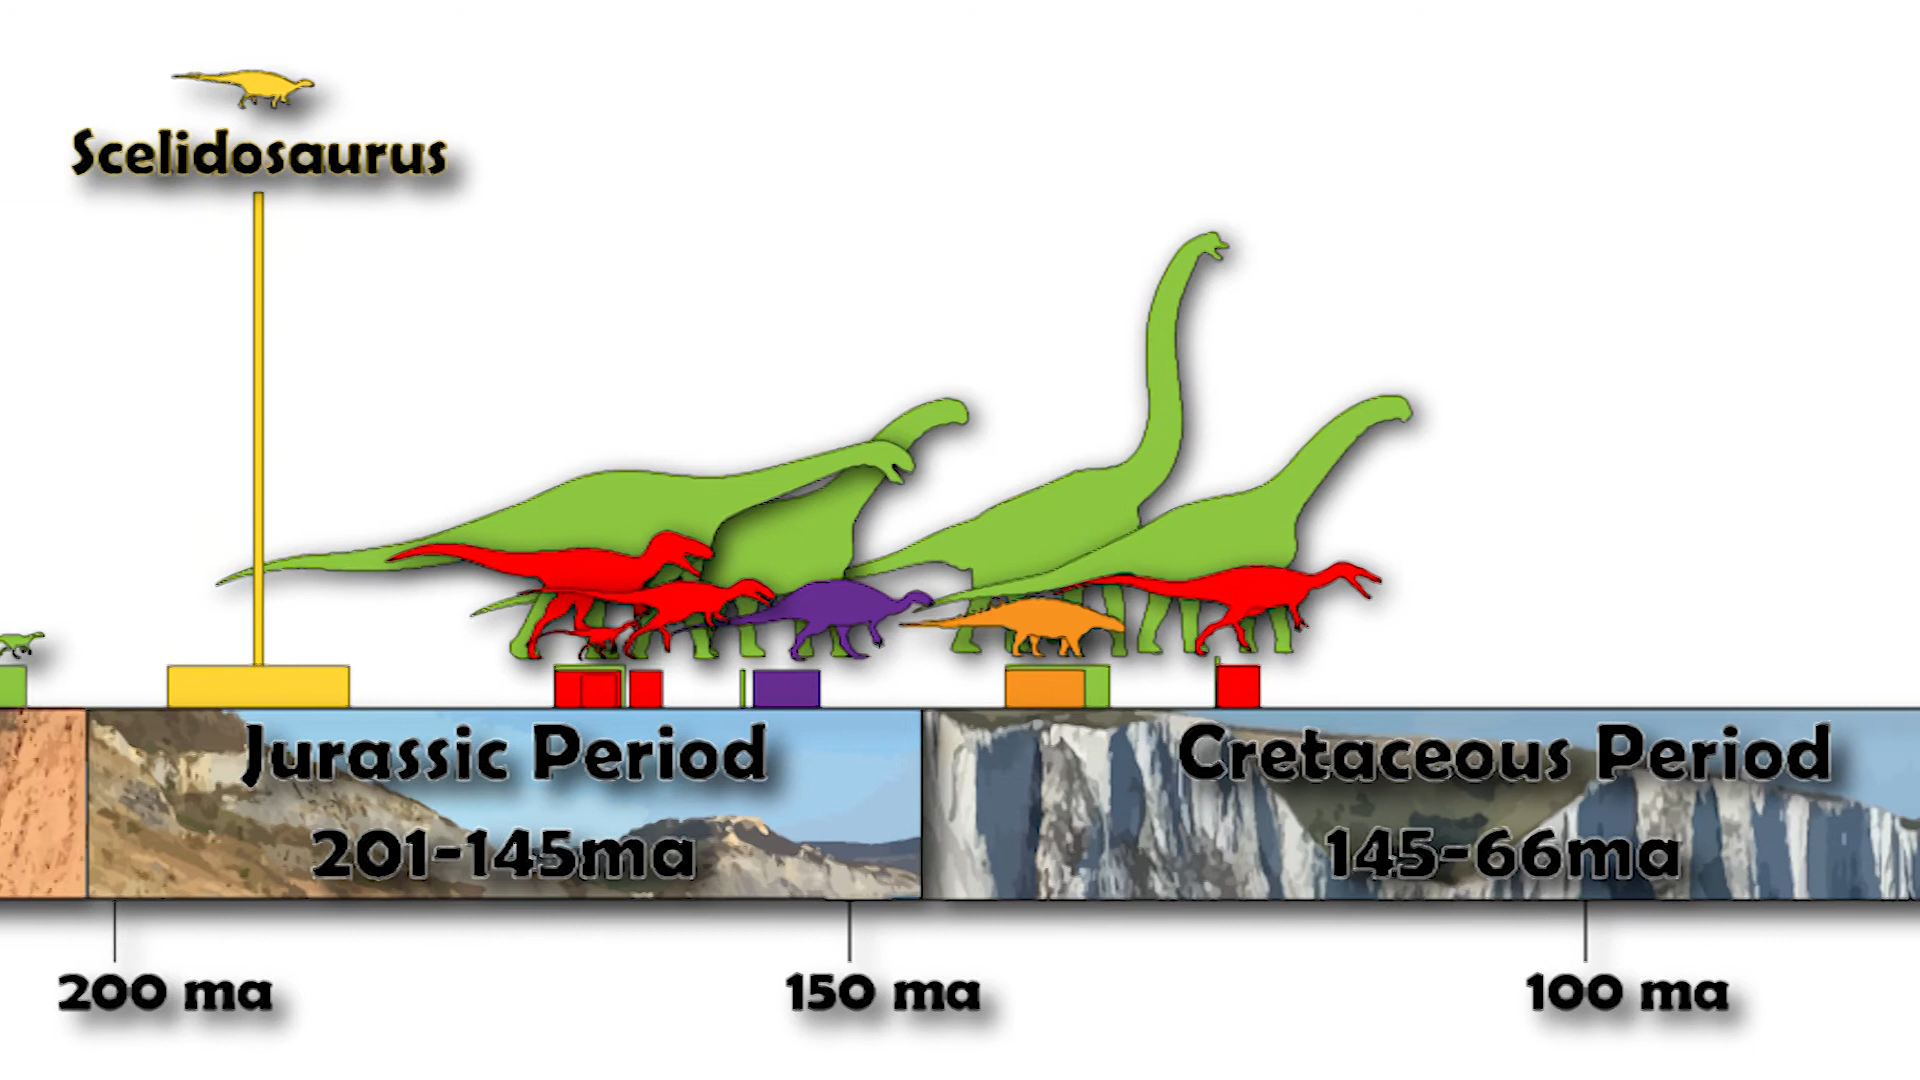 Scelidosaurus
Jurassic Period
201-145ma
Cretaceous Period
145-66ma
200 ma
150 ma
100 ma